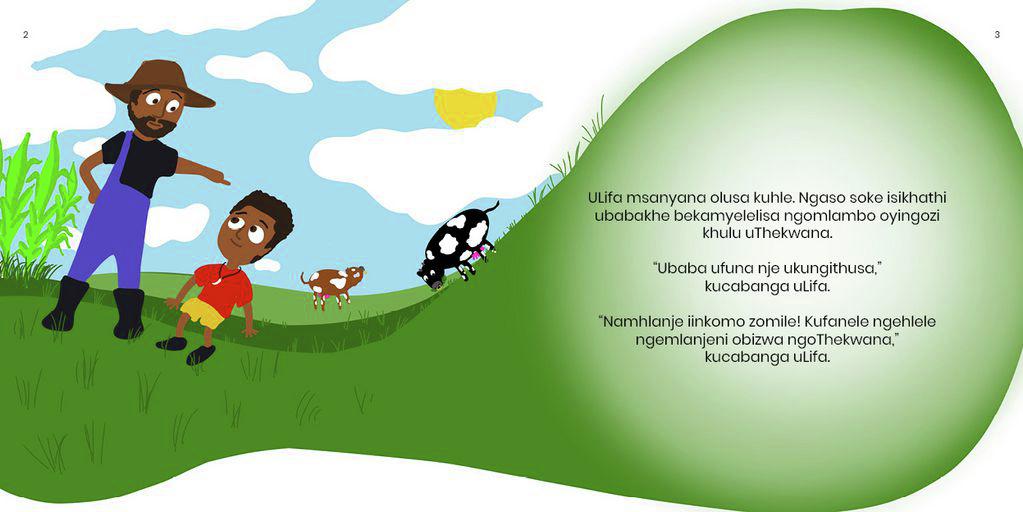 2
3
ULifa msanyana olusa kuhle. Ngaso soke isikhathi
ubabakhe bekamyelelisa ngomlambo oyingozi
khulu uThekwana.
“Ubaba ufuna nje ukungithusa,”
kucabanga uLifa.
“Namhlanje iinkomo zomile! Kufanele ngehlele
ngemlanjeni obizwa ngoThekwana,”
kucabanga uLifa.